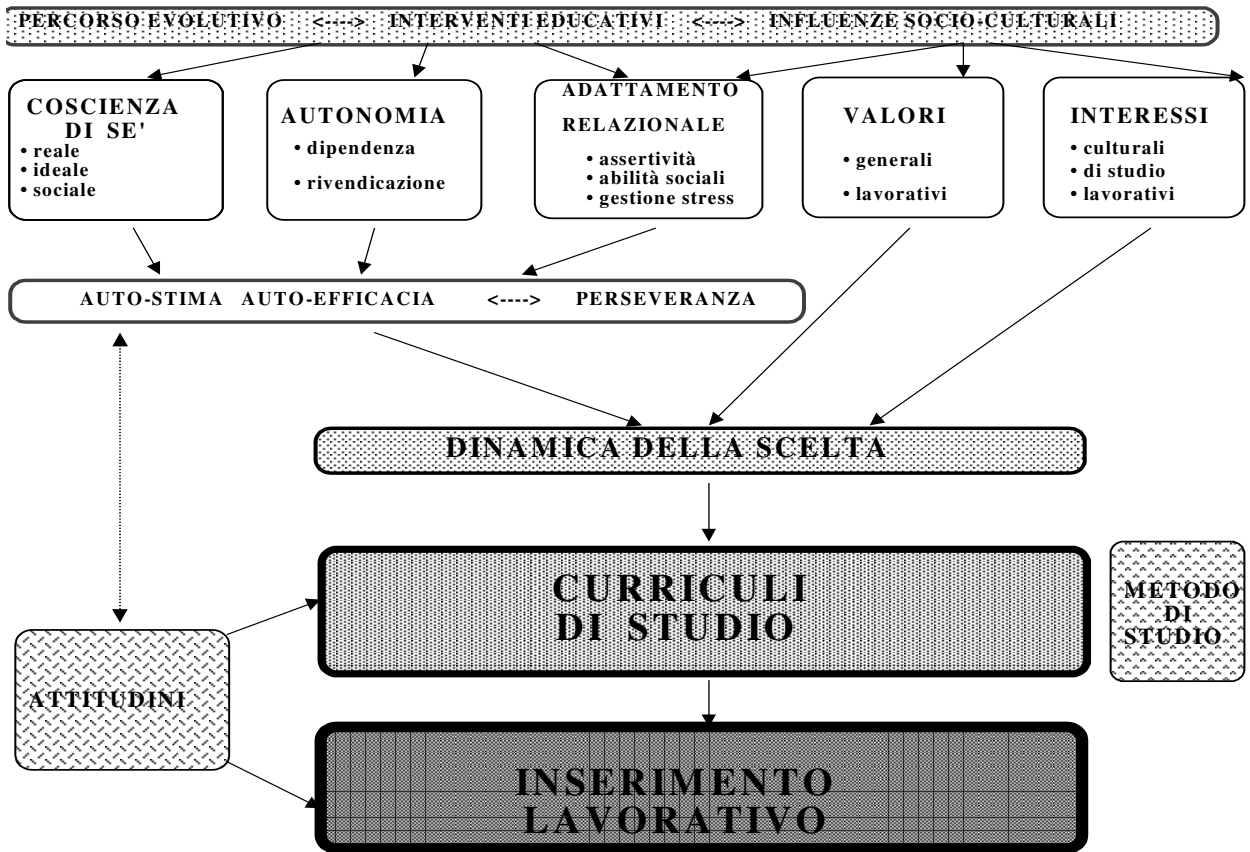 PERCORSO EVOLUTIVO <----> INTERVENTI EDUCATIVI <----> INFLUENZE SOCIO-CULTURALI
COSCIENZA
DI SE'
• reale
• ideale
• sociale
AUTONOMIA
• dipendenza
• rivendicazione
ADATTAMENTO
RELAZIONALE
• assertività
• abilità sociali
• gestione stress
VALORI
• generali
• lavorativi
INTERESSI
• culturali
• di studio
• lavorativi
AUTO-STIMA AUTO-EFFICACIA <----> PERSEVERANZA
DINAMICA DELLA SCELTA
CURRICULI
DI STUDIO
METODO
DI
STUDIO
ATTITUDINI
INSERIMENTO
LAVORATIVO